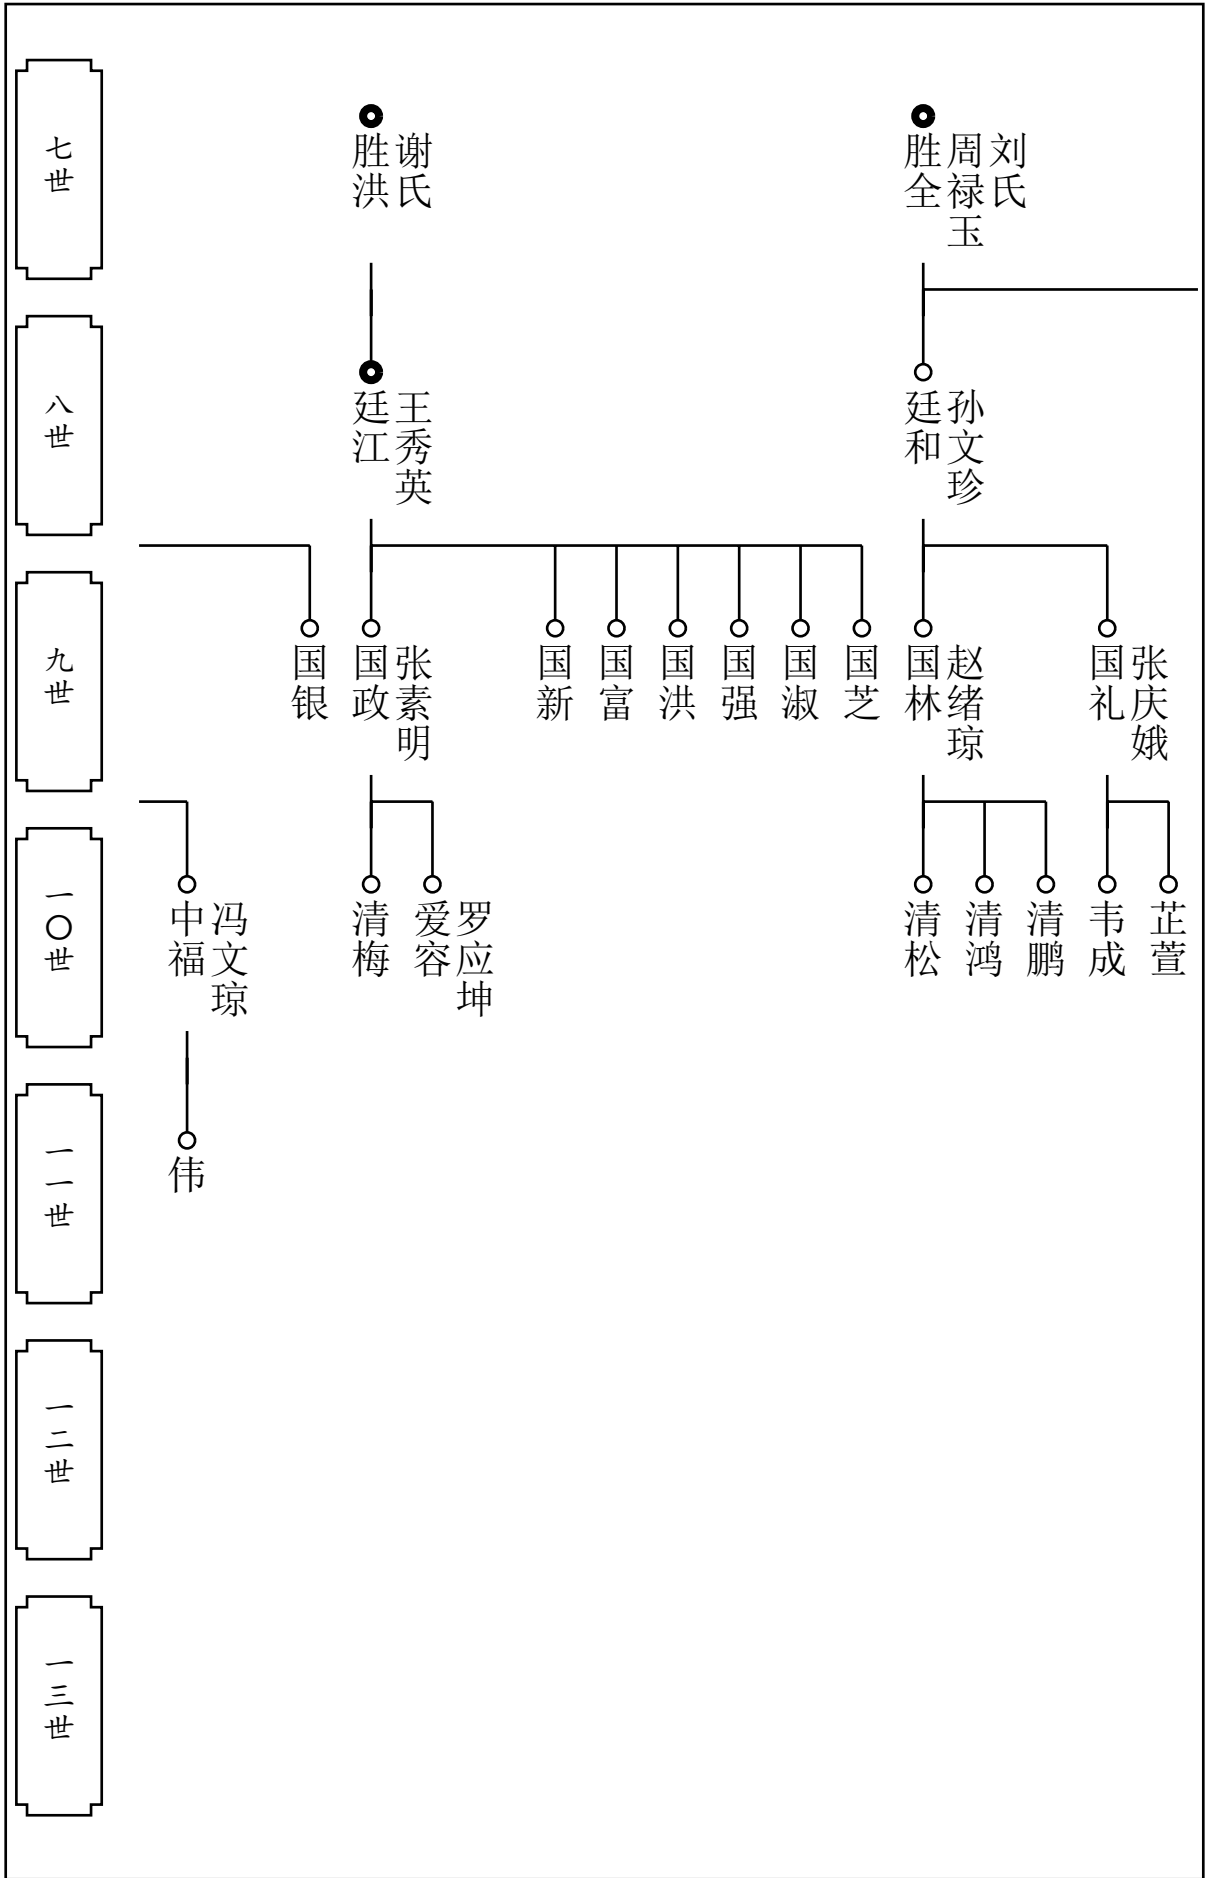 七世
八世
九世
一〇世
一一世
一二世
一三世
刘氏
周禄玉
胜全
谢氏
胜洪
孙文珍
廷和
王秀英
廷江
张庆娥
国礼
赵绪琼
国林
国芝
国淑
国强
国洪
国富
国新
张素明
国政
国银
芷萱
韦成
清鹏
清鸿
清松
罗应坤
爱容
清梅
冯文琼
中福
伟